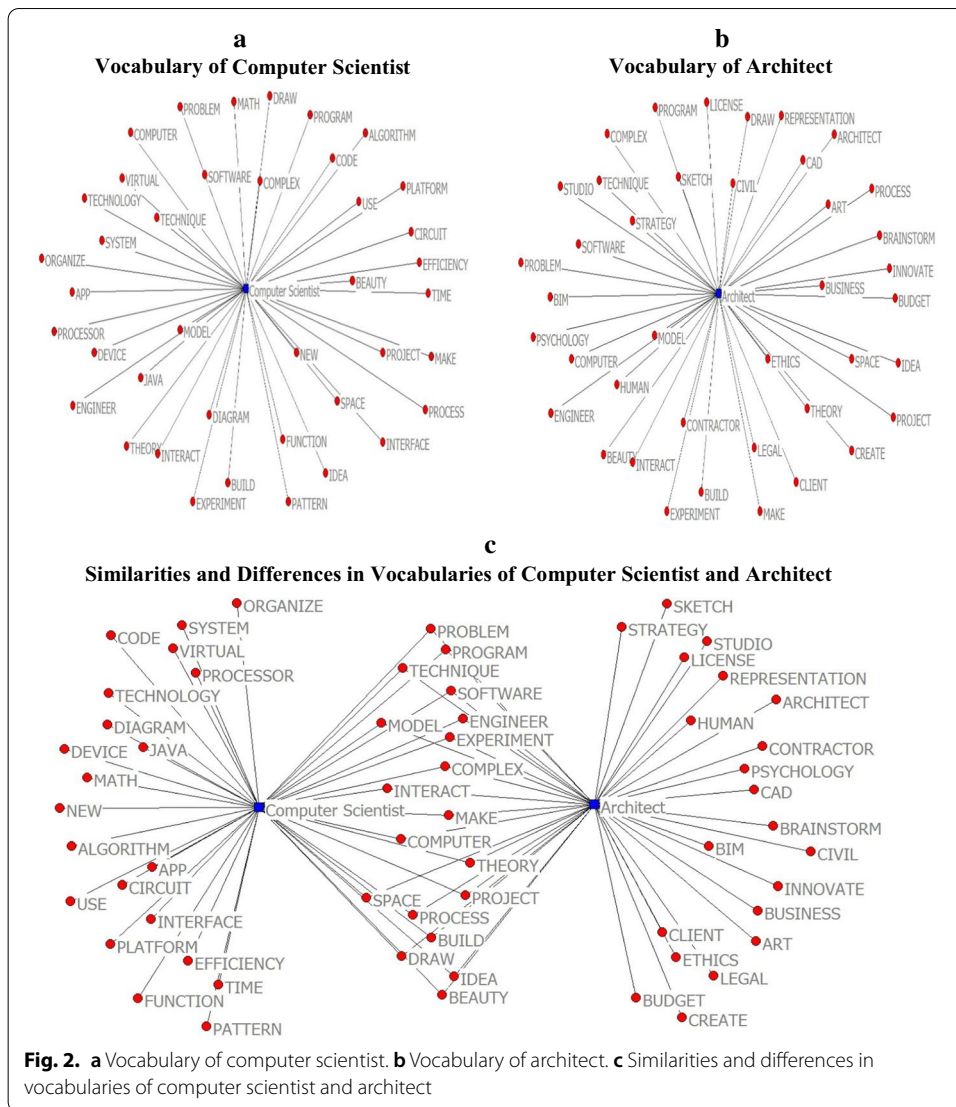 a
Vocabulary of Computer Scientist
DRAW
MATH
PROBLEM
PROGRAM
COMPUTER
ALGORITHM
CODE
SOFTWARE
COMPLEX
VIRTUAL
PLATFORM
TECHNOLOGY
USE
TECHNIQUE
CIRCUIT
SYSTEM
ORGANIZE
EFFICIENCY
BEAUTY
Computer Scientist
APP
TIME
PROCESSOR
MODEL
DEVICE
NEW
PROJECT
MAKE
JAVA
ENGINEER
SPACE
PROCESS
DIAGRAM
THEORY
INTERACT
FUNCTION
INTERFACE
IDEA
BUILD
EXPERIMENT
PATTERN
b
Vocabulary of Architect
LICENSE
PROGRAM
DRAW
REPRESENTATION
COMPLEX
ARCHITECT
CAD
TECHNIQUE
SKETCH
CIVIL
STUDIO
PROCESS
ART
STRATEGY
BRAINSTORM
SOFTWARE
PROBLEM
INNOVATE
BUSINESS
BIM
Architect
BUDGET
PSYCHOLOGY
MODEL
COMPUTER
ETHICS
SPACE
IDEA
HUMAN
ENGINEER
THEORY
PROJECT
CONTRACTOR
BEAUTY
INTERACT
LEGAL
CREATE
CLIENT
BUILD
EXPERIMENT
MAKE
c
Similarities and Differences in Vocabularies of Computer Scientist and Architect
ORGANIZE
SYSTEM
CODE
VIRTUAL
PROCESSOR
TECHNOLOGY
DIAGRAM
DEVICE
JAVA
MATH
NEW
Computer Scientist
ALGORITHM
APP
CIRCUIT
USE
INTERFACE
PLATFORM
EFFICIENCY
TIME
FUNCTION
PATTERN
PROBLEM
PROGRAM
TECHNIQUE
SOFTWARE
MODEL
ENGINEER
EXPERIMENT
COMPLEX
INTERACT
MAKE
COMPUTER
THEORY
SPACE
PROJECT
PROCESS
BUILD
DRAW
IDEA
BEAUTY
SKETCH
STRATEGY
STUDIO
LICENSE
REPRESENTATION
ARCHITECT
HUMAN
CONTRACTOR
PSYCHOLOGY
CAD
Architect
BRAINSTORM
BIM
CIVIL
INNOVATE
BUSINESS
CLIENT
ART
ETHICS
LEGAL
BUDGET
CREATE
Fig. 2. a Vocabulary of computer scientist. b Vocabulary of architect. c Similarities and differences in
vocabularies of computer scientist and architect